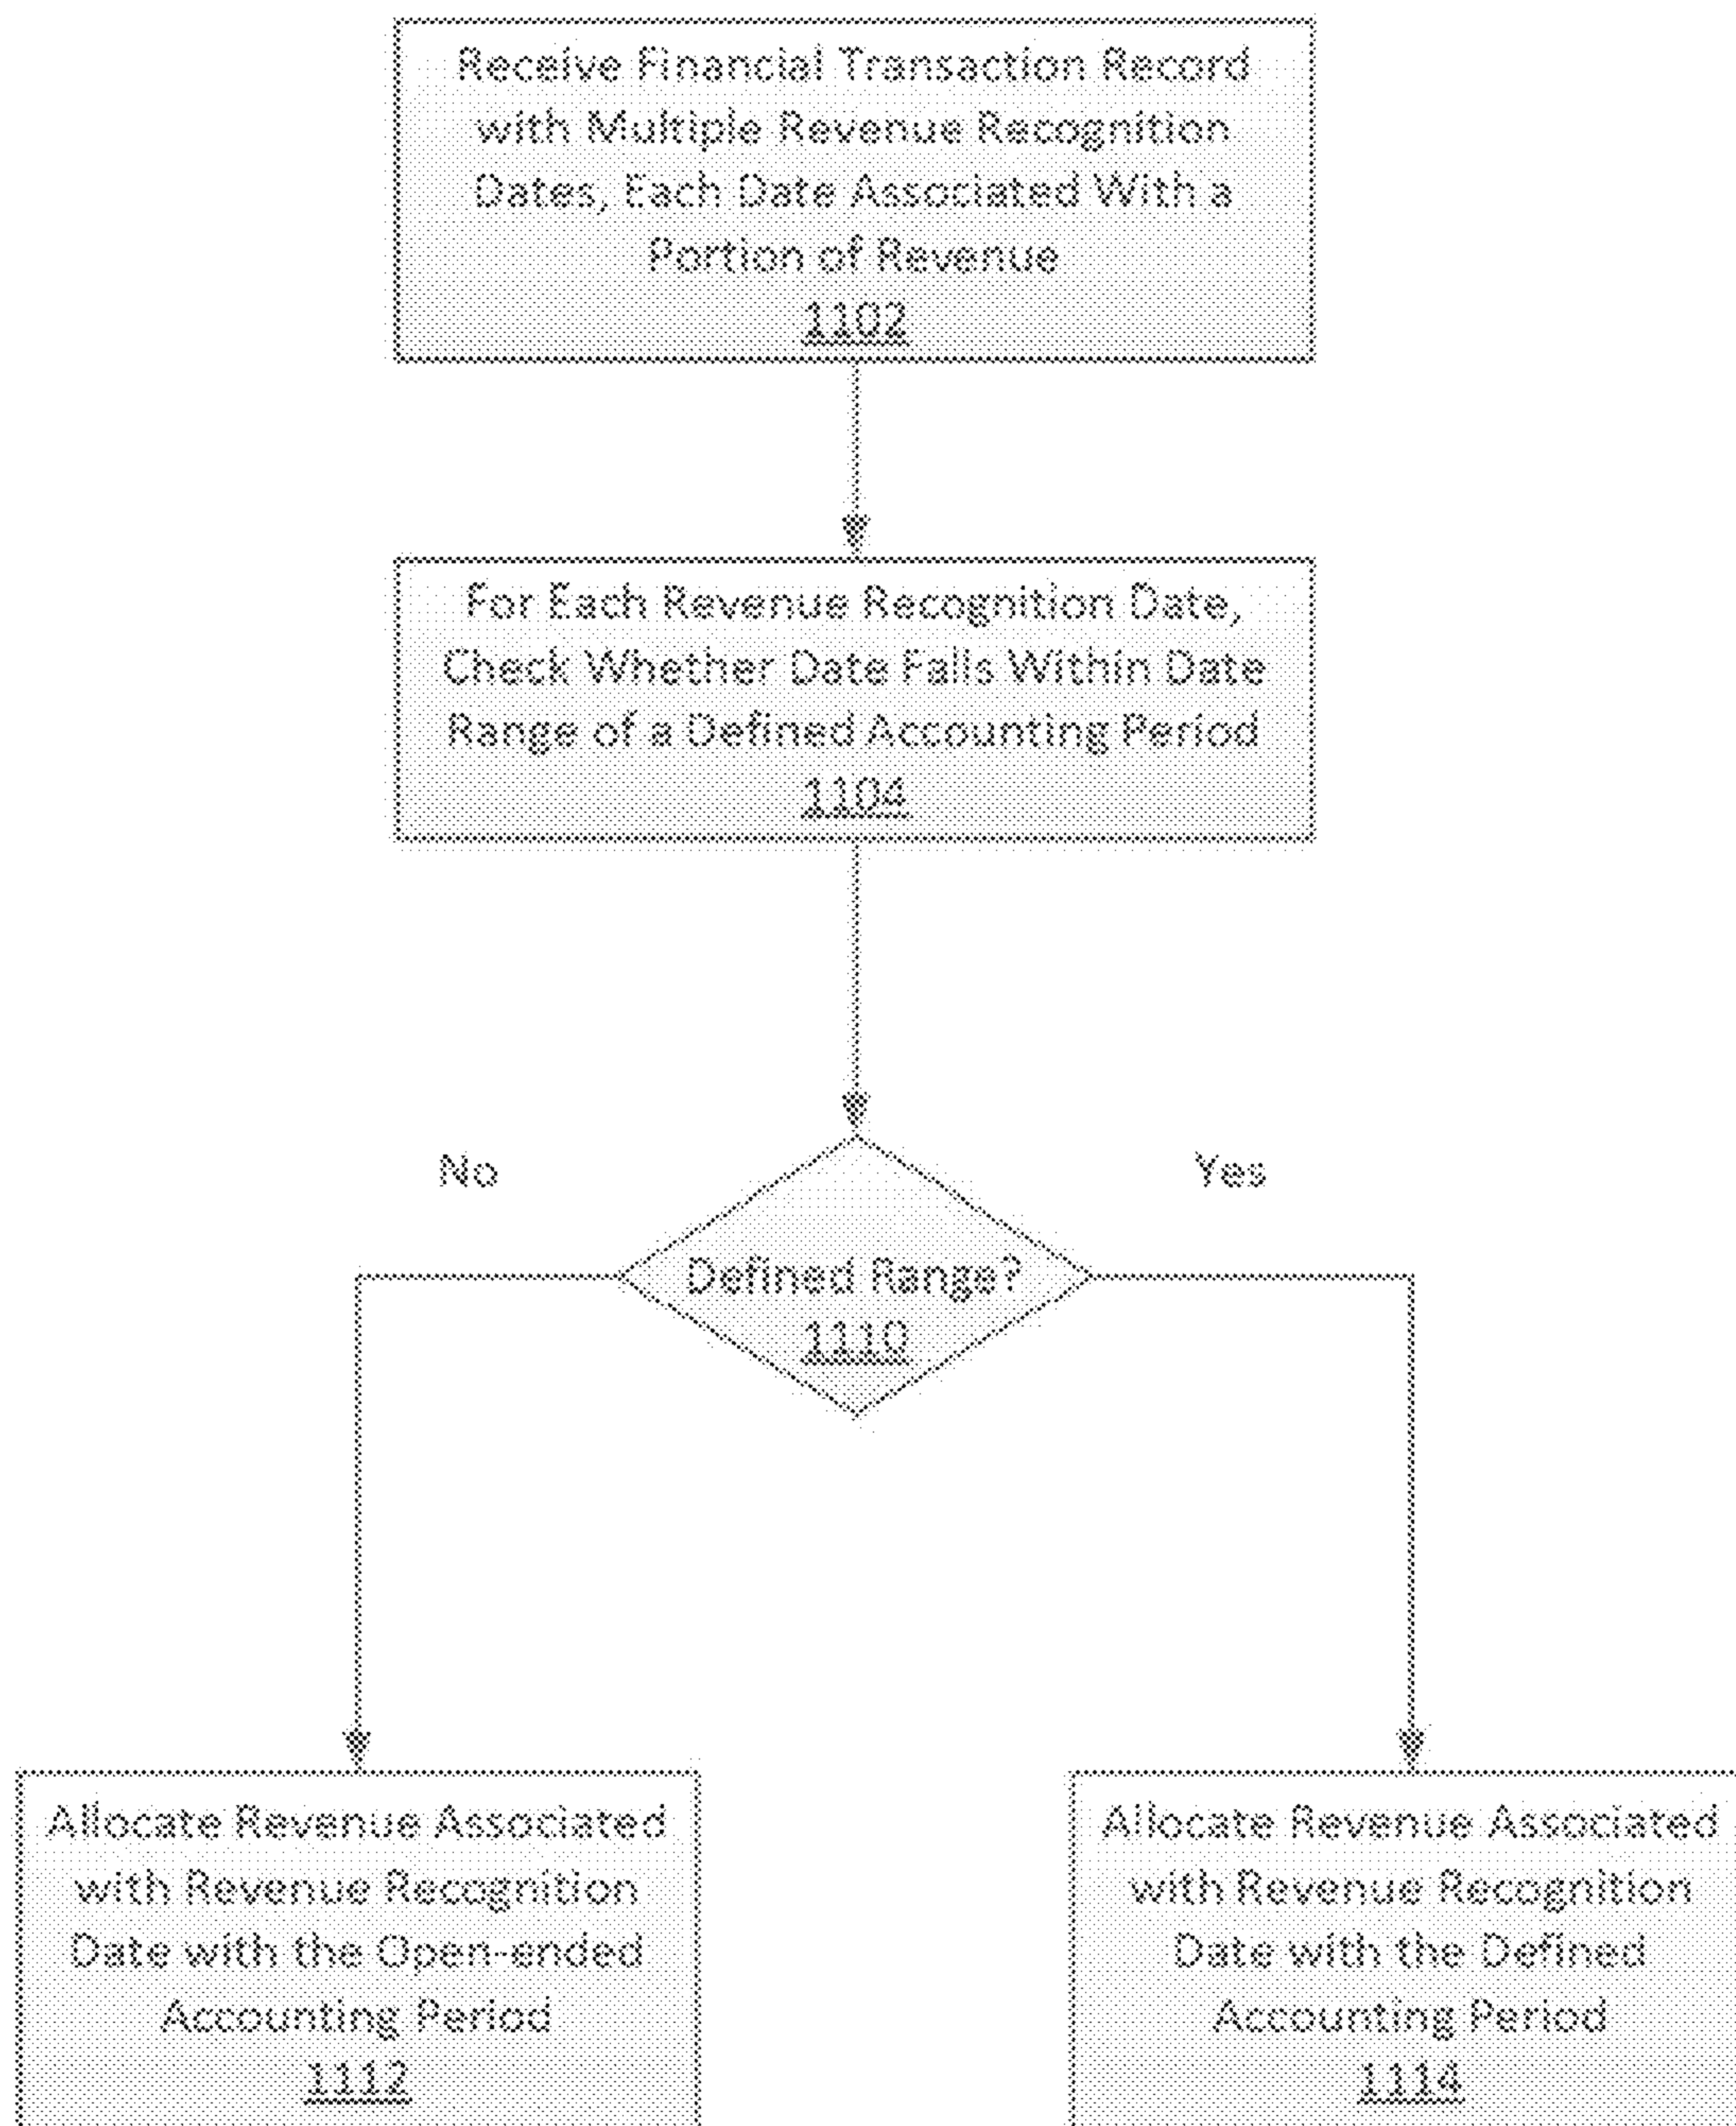 Receive Financial Transaction Record
with Multiple Revenue Recognition
Dates, Each Date Associated With a
Portion of Revenue
1102
For Each Revenue Recognition Date,
Check Whether Date Falls Within Date
Range of a Defined Accounting Period
1104
No
Yes
Defined Range?
1110
Allocate Revenue Associated
with Revenue Recognition
Date with the Open-ended
Accounting Period
1112
Allocate Revenue Associated
with Revenue Recognition
Date with the Defined
Accounting Period
1114